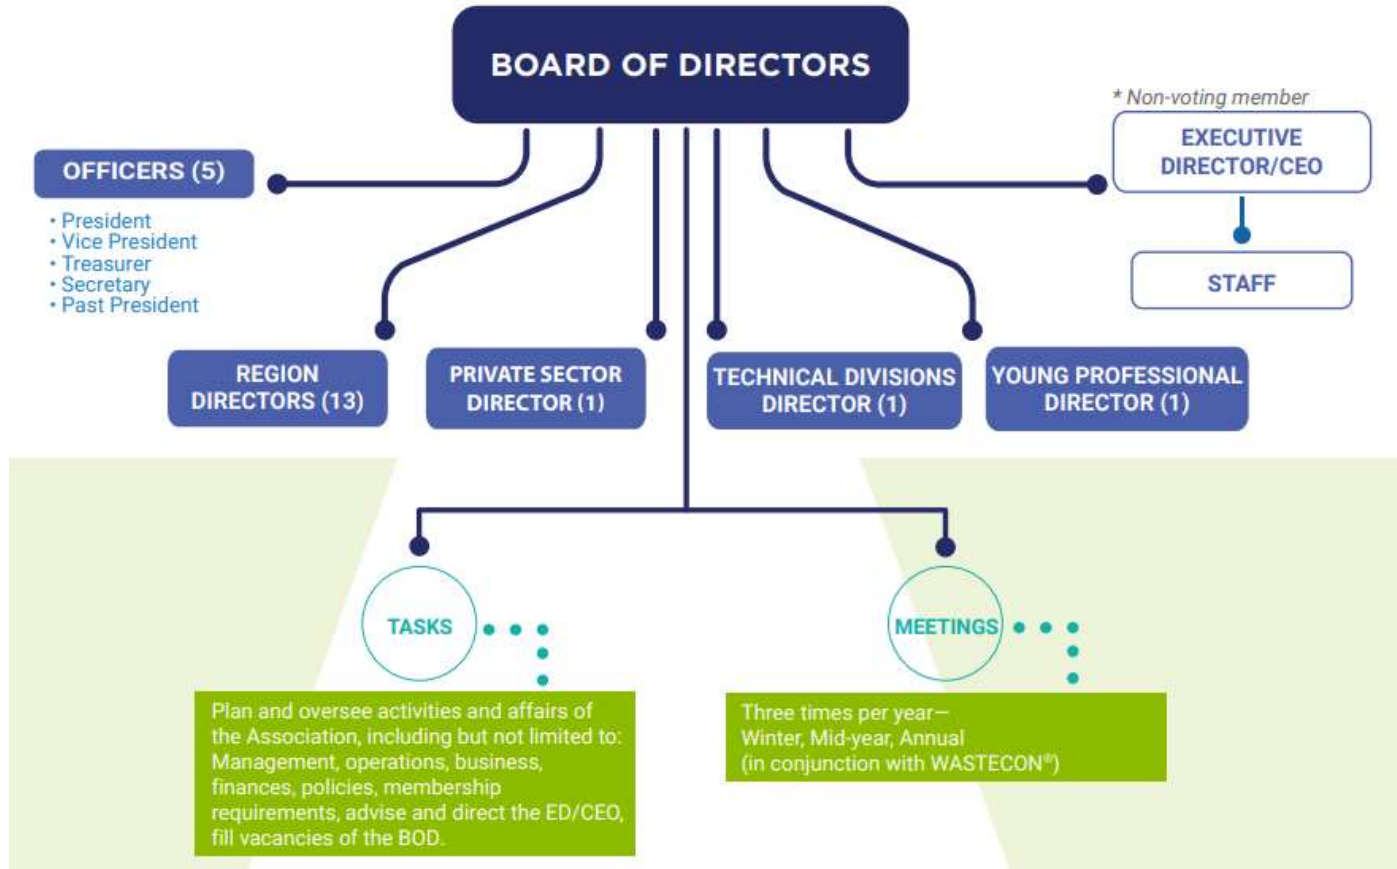 BOARD OF DIRECTORS
* Non-voting member
EXECUTIVE
DIRECTOR/CEO
STAFF
OFFICERS (5)
• President
• Vice President
• Treasurer
• Secretary
• Past President
REGION
DIRECTORS (13)
PRIVATE SECTOR
DIRECTOR (1)
TECHNICAL DIVISIONS
DIRECTOR (1)
YOUNG PROFESSIONAL
DIRECTOR (1)
TASKS
Plan and oversee activities and affairs of
the Association, including but not limited to:
Management, operations, business,
finances, policies, membership
requirements, advise and direct the ED/CEO,
fill vacancies of the BOD.
MEETINGS
Three times per year—
Winter, Mid-year, Annual
(in conjunction with WASTECON®)